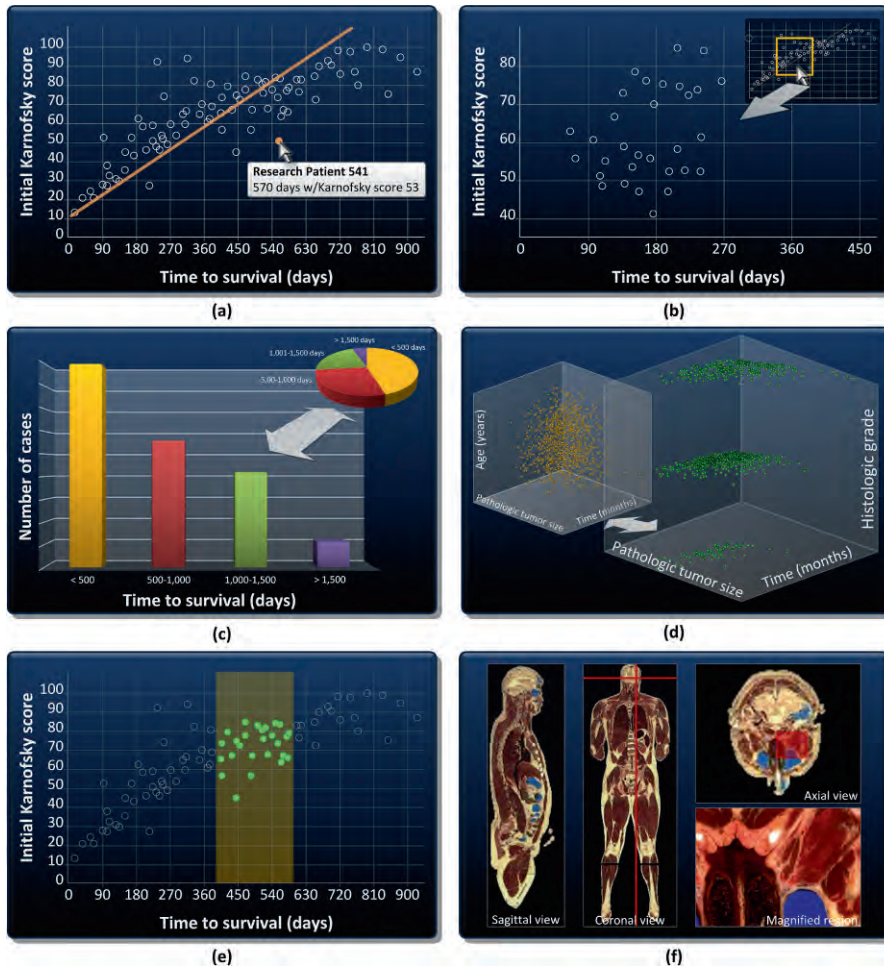 Initial Karnofsky score
100
90
80
70
60
50
40
30
20
10
0
0 90 180 270 360 450 540 630 720 810 900
Time to survival (days)
Research Patient 541
570 days w/Karnofsky score 53
(a)
Initial Karnofsky score
80
70
60
50
40
0 90 180 360 450
Time to survival (days)
(b)
Number of cases
> 1,500 days
< 500 days
1,001-1,500 days
500-1,000 days
< 500 500-1,000 1,000-1,500 > 1,500
Time to survival (days)
(c)
Age (years)
Pathologic tumor size
Time (months)
Histologic grade
Pathologic tumor size
Time (months)
(d)
Initial Karnofsky score
100
90
80
70
60
50
40
30
20
10
0
0 90 180 270 360 450 540 630 720 810 900
Time to survival (days)
(e)
Sagittal view
Coronal view
Axial view
Magnified region
(f)